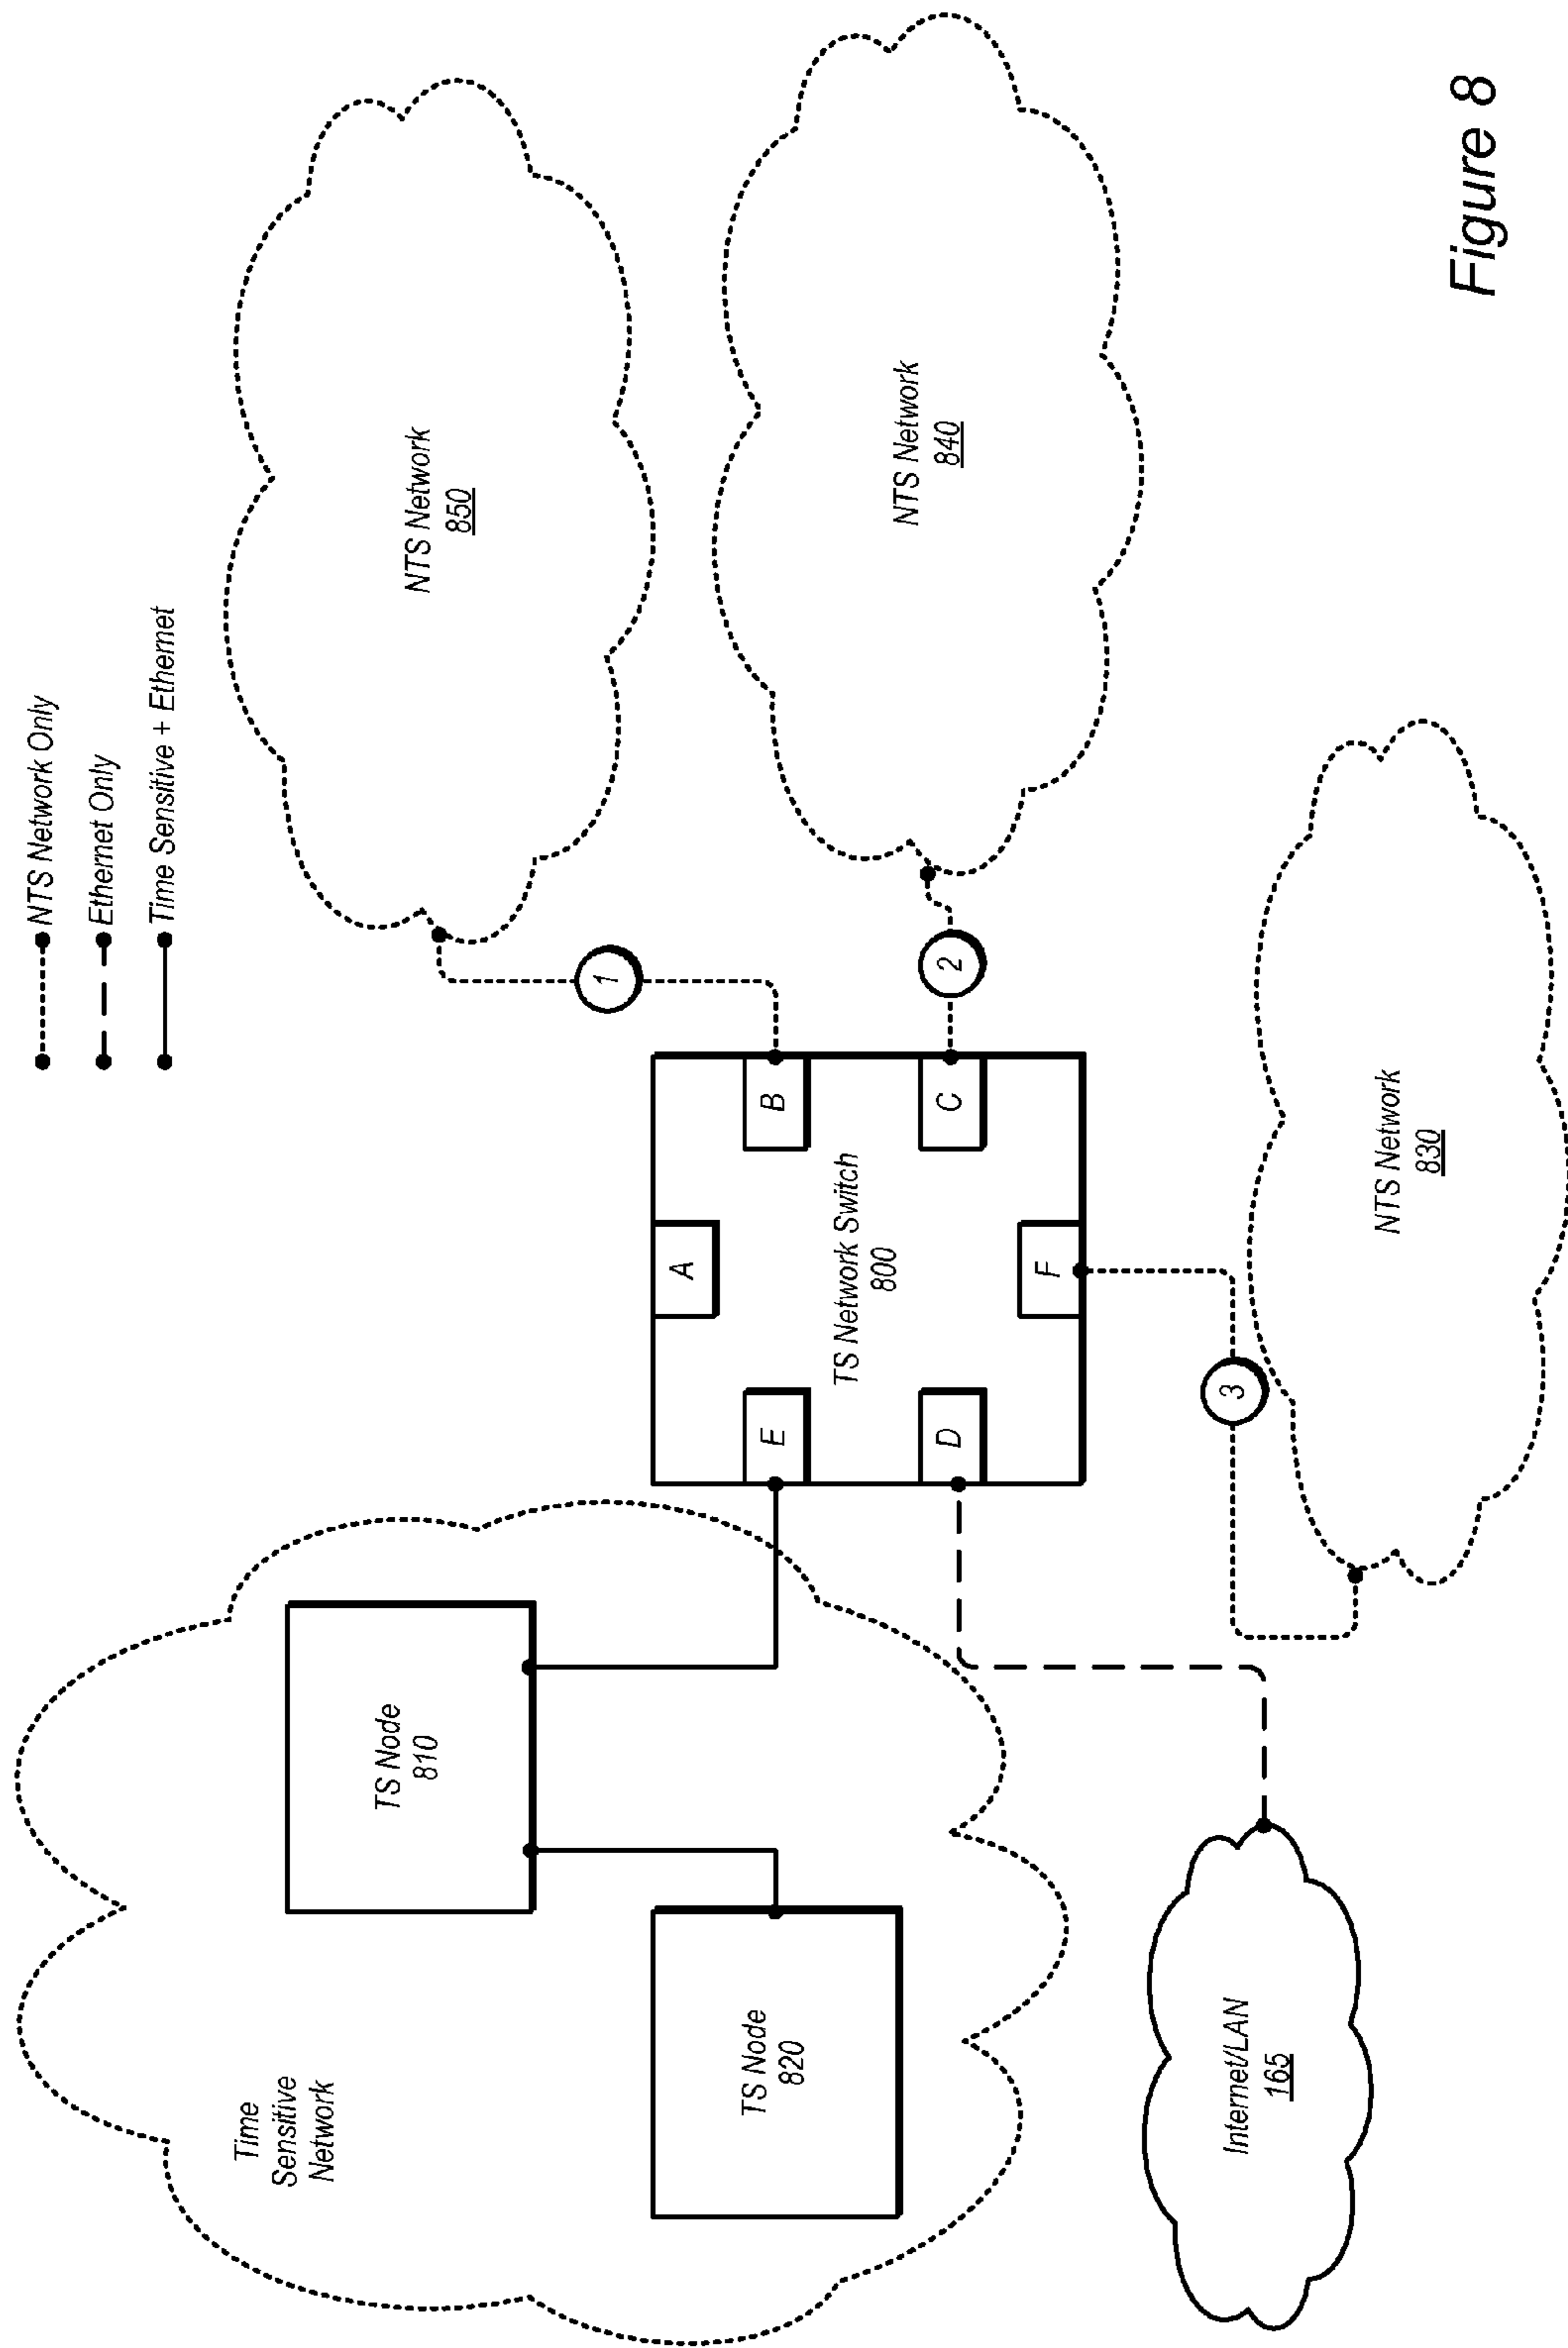 NTS Network Only
Ethernet Only
Time Sensitive + Ethernet
Time
Sensitive
Network
TS Node
810
TS Node
820
NTS Network
850
1
E
A
B
TS Network Switch
800
D
F
C
2
NTS Network
840
3
Internet/LAN
165
NTS Network
830
Figure 8